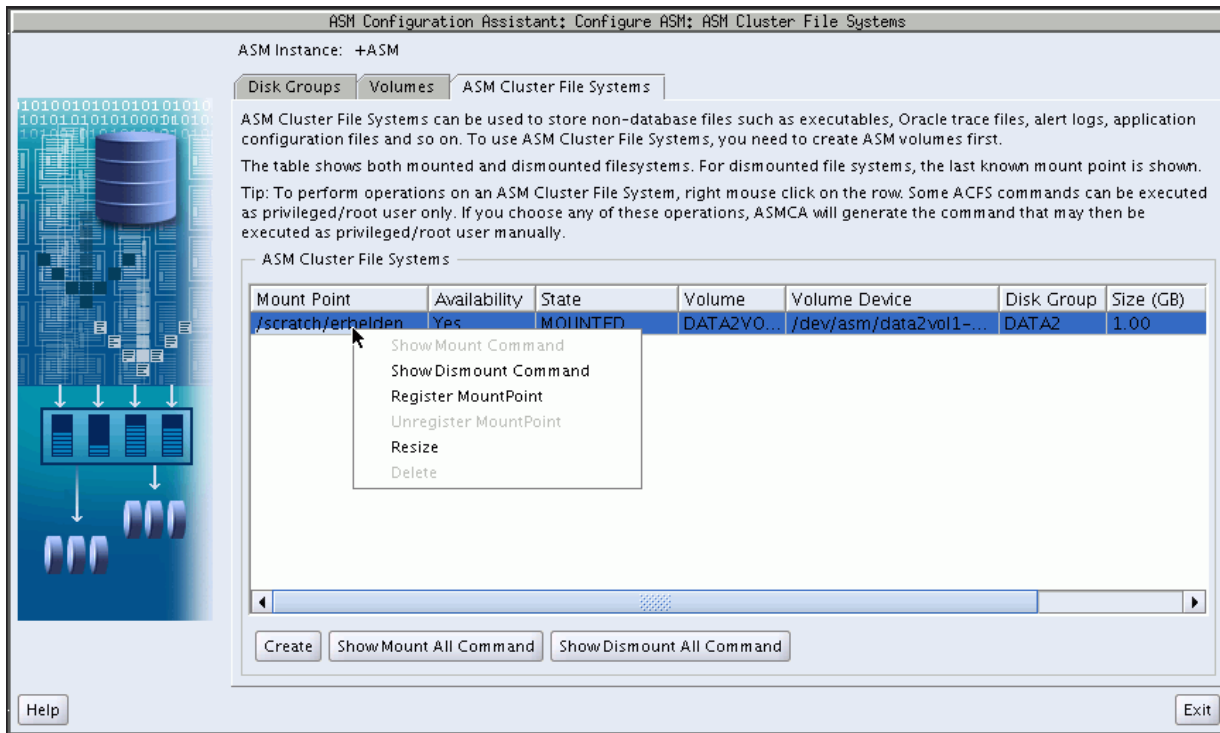 ASM Configuration Assistant: Configure ASM: ASM Cluster File Systems
ASM Instance: +ASM
Disk Groups Volumes ASM Cluster File Systems
ASM Cluster File Systems can be used to store non-database files such as executables, Oracle trace files, alert logs, application
configuration files and so on. To use ASM Cluster File Systems, you need to create ASM volumes first.
The table shows both mounted and dismounted filesystems. For dismounted file systems, the last known mount point is shown.
Tip: To perform operations on an ASM Cluster File System, right mouse click on the row. Some ACFS commands can be executed
as privileged/root user only. If you choose any of these operations, ASMCA will generate the command that may then be
executed as privileged/root user manually.
ASM Cluster File Systems
Mount Point Availability State Volume Volume Device Disk Group Size (GB)
/scratch/erhelden Yes MOUNTED DATA2VO... /dev/asm/data2vol1-... DATA2 1.00
Show Mount Command
Show Dismount Command
Register MountPoint
Unregister MountPoint
Resize
Delete
Create Show Mount All Command Show Dismount All Command
Help Exit